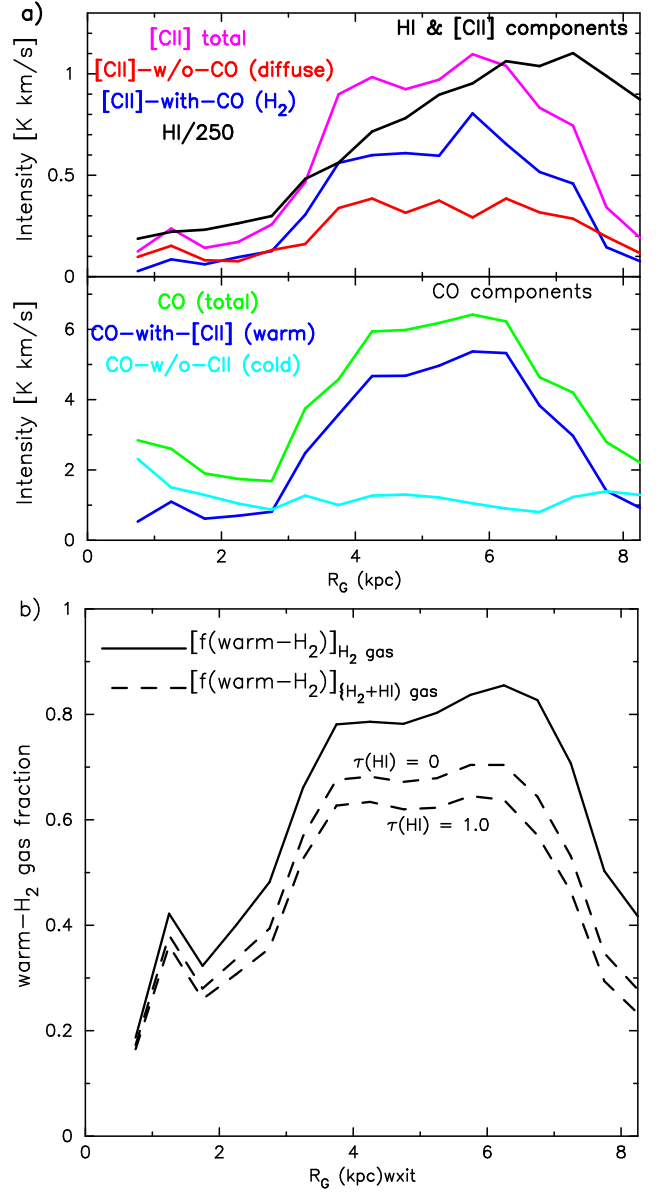 a)
HI & [CII] components
[CII] total
[CII]-w/o-CO (diffuse)
[CII]-with-CO (H₂)
HI/250
Intensity [K km/s]
1
0.5
0
CO components
CO (total)
CO-with-[CII] (warm)
CO-w/o-CII (cold)
Intensity [K km/s]
6
4
2
0
0 2 4 6 8
R_G (kpc)
b)
1
0.8
0.6
0.4
0.2
0
warm-H₂ gas fraction
[f(warm-H₂)]H₂ gas
[f(warm-H₂)]{H₂+HI) gas
τ(HI) = 0
τ(HI) = 1.0
0 2 4 6 8
R_G (kpc)wxit